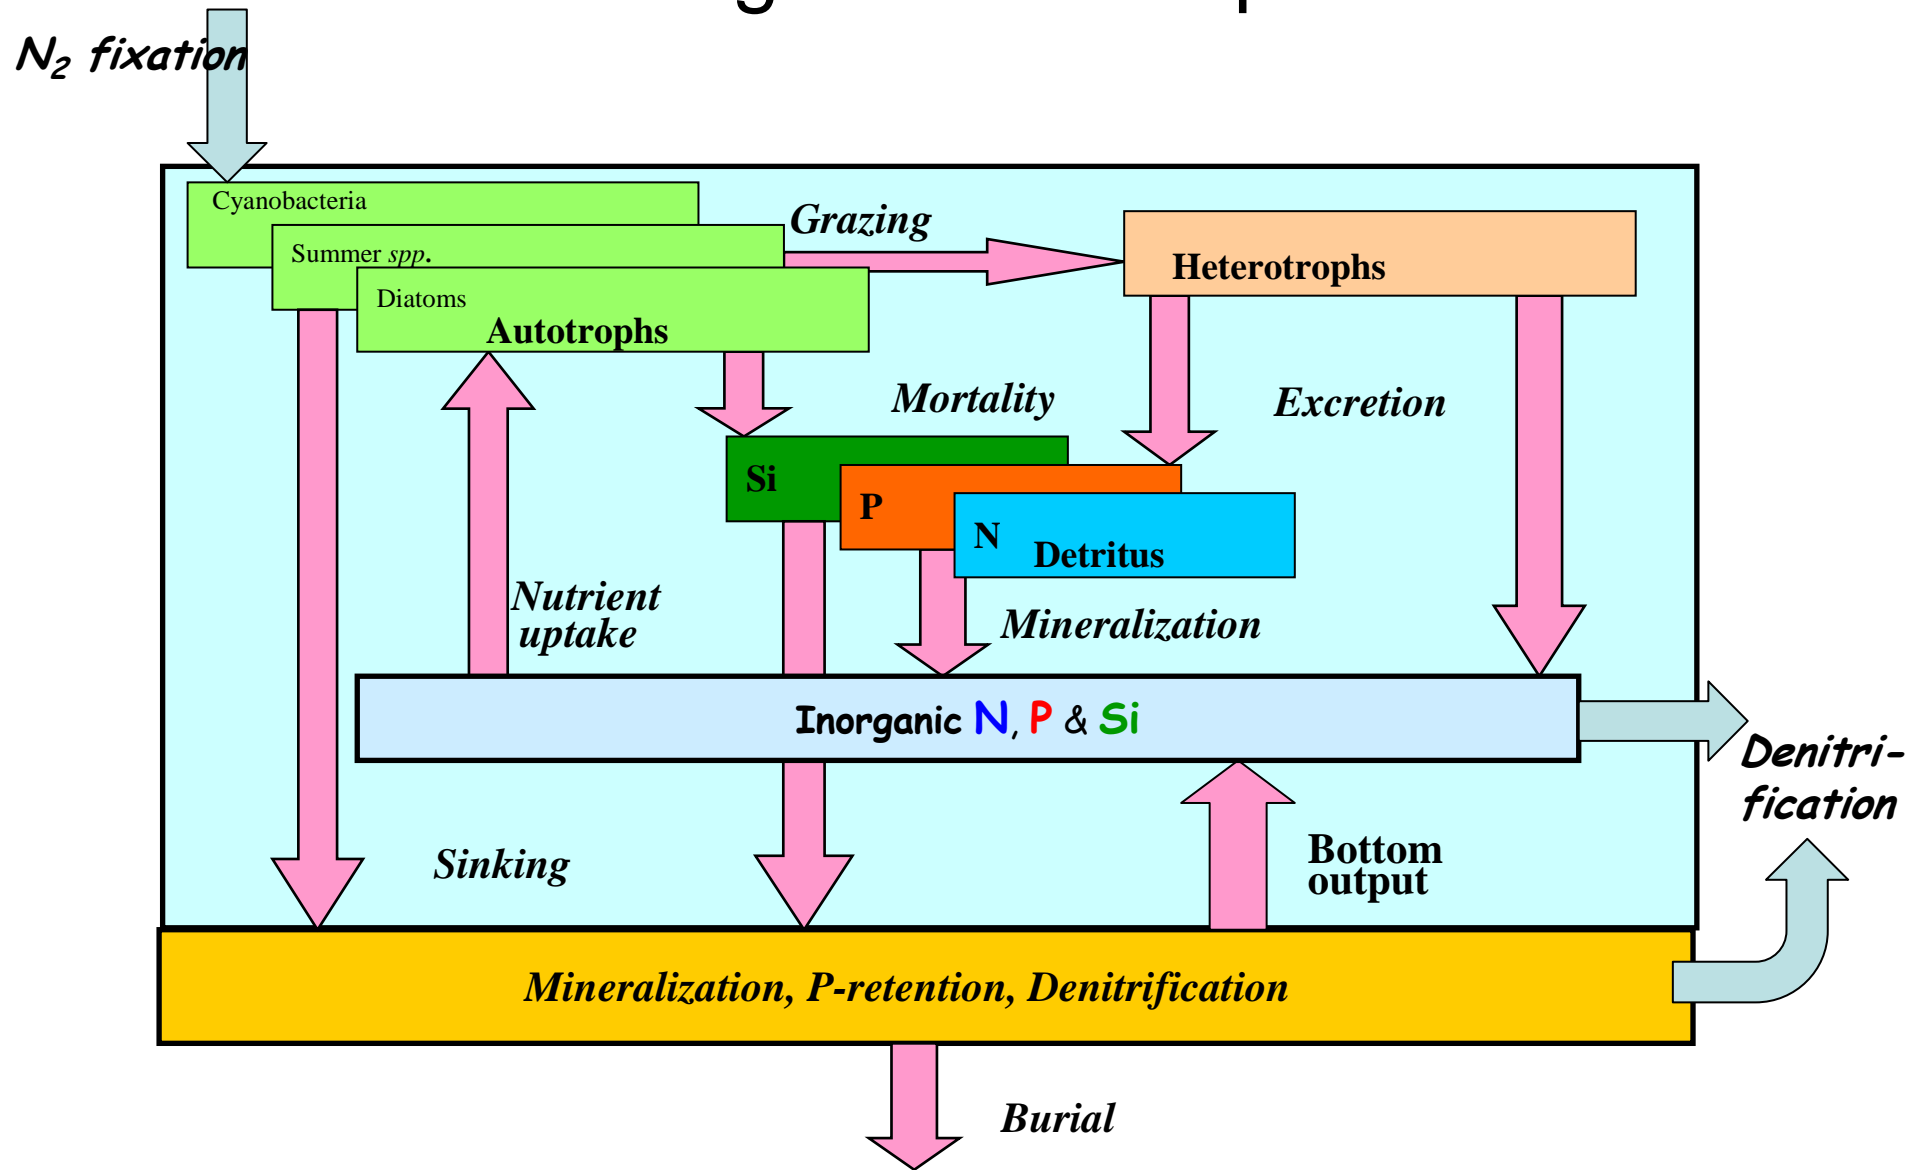 N₂ fixation
Cyanobacteria
Grazing
Summer spp.
Heterotrophs
Diatoms
Autotrophs
Mortality
Excretion
Si
P
N
Detritus
Nutrient
uptake
Mineralization
Inorganic N, P & Si
Denitri-
fication
Sinking
Bottom
output
Mineralization, P-retention, Denitrification
Burial